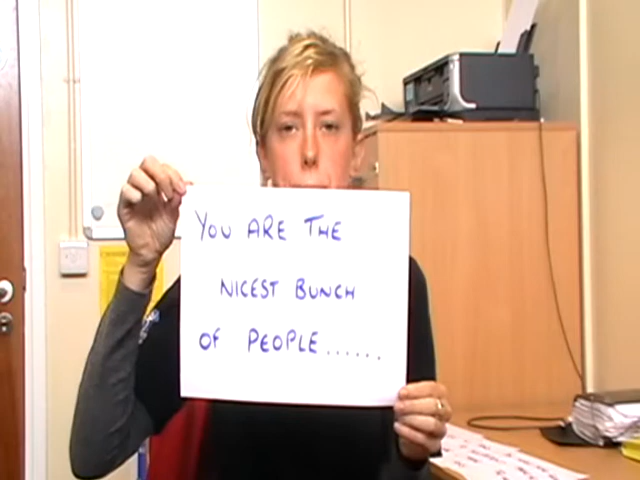 YOU ARE THE
NICEST BUNCH
OF PEOPLE......